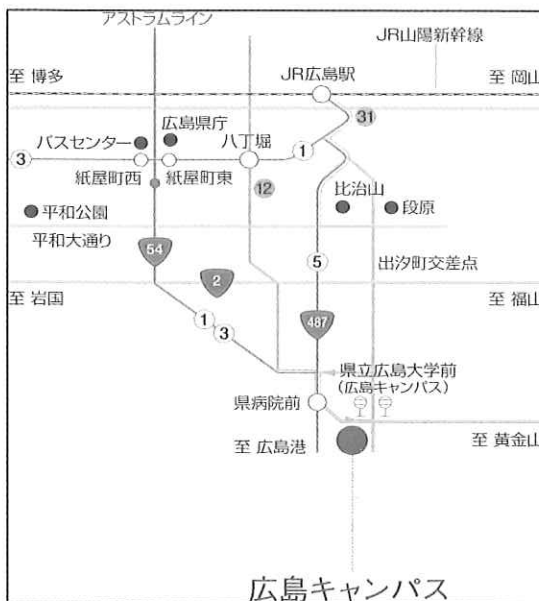 アストラムライン
JR山陽新幹線
至 博多
JR広島駅
至 岡山
広島県庁
31
バスセンター
八丁堀
3
1
紙屋町西
紙屋町東
12
比治山
段原
平和公園
平和大通り
54
5
出汐町交差点
2
至 岩国
至 福山
1
487
3
県立広島大学前
(広島キャンパス)
県病院前
至 広島港
至 黄金山
広島キャンパス